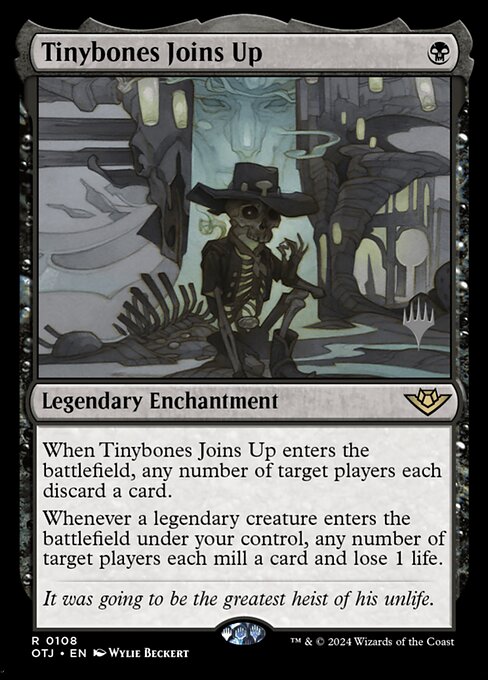 Tinybones Joins Up
Legendary Enchantment
When Tinybones Joins Up enters the
battlefield, any number of target players each
discard a card.
Whenever a legendary creature enters the
battlefield under your control, any number of
target players each mill a card and lose 1 life.
It was going to be the greatest heist of his unlife.
R 0108
OTJ • EN Wylie Beckert
™ & © 2024 Wizards of the Coast